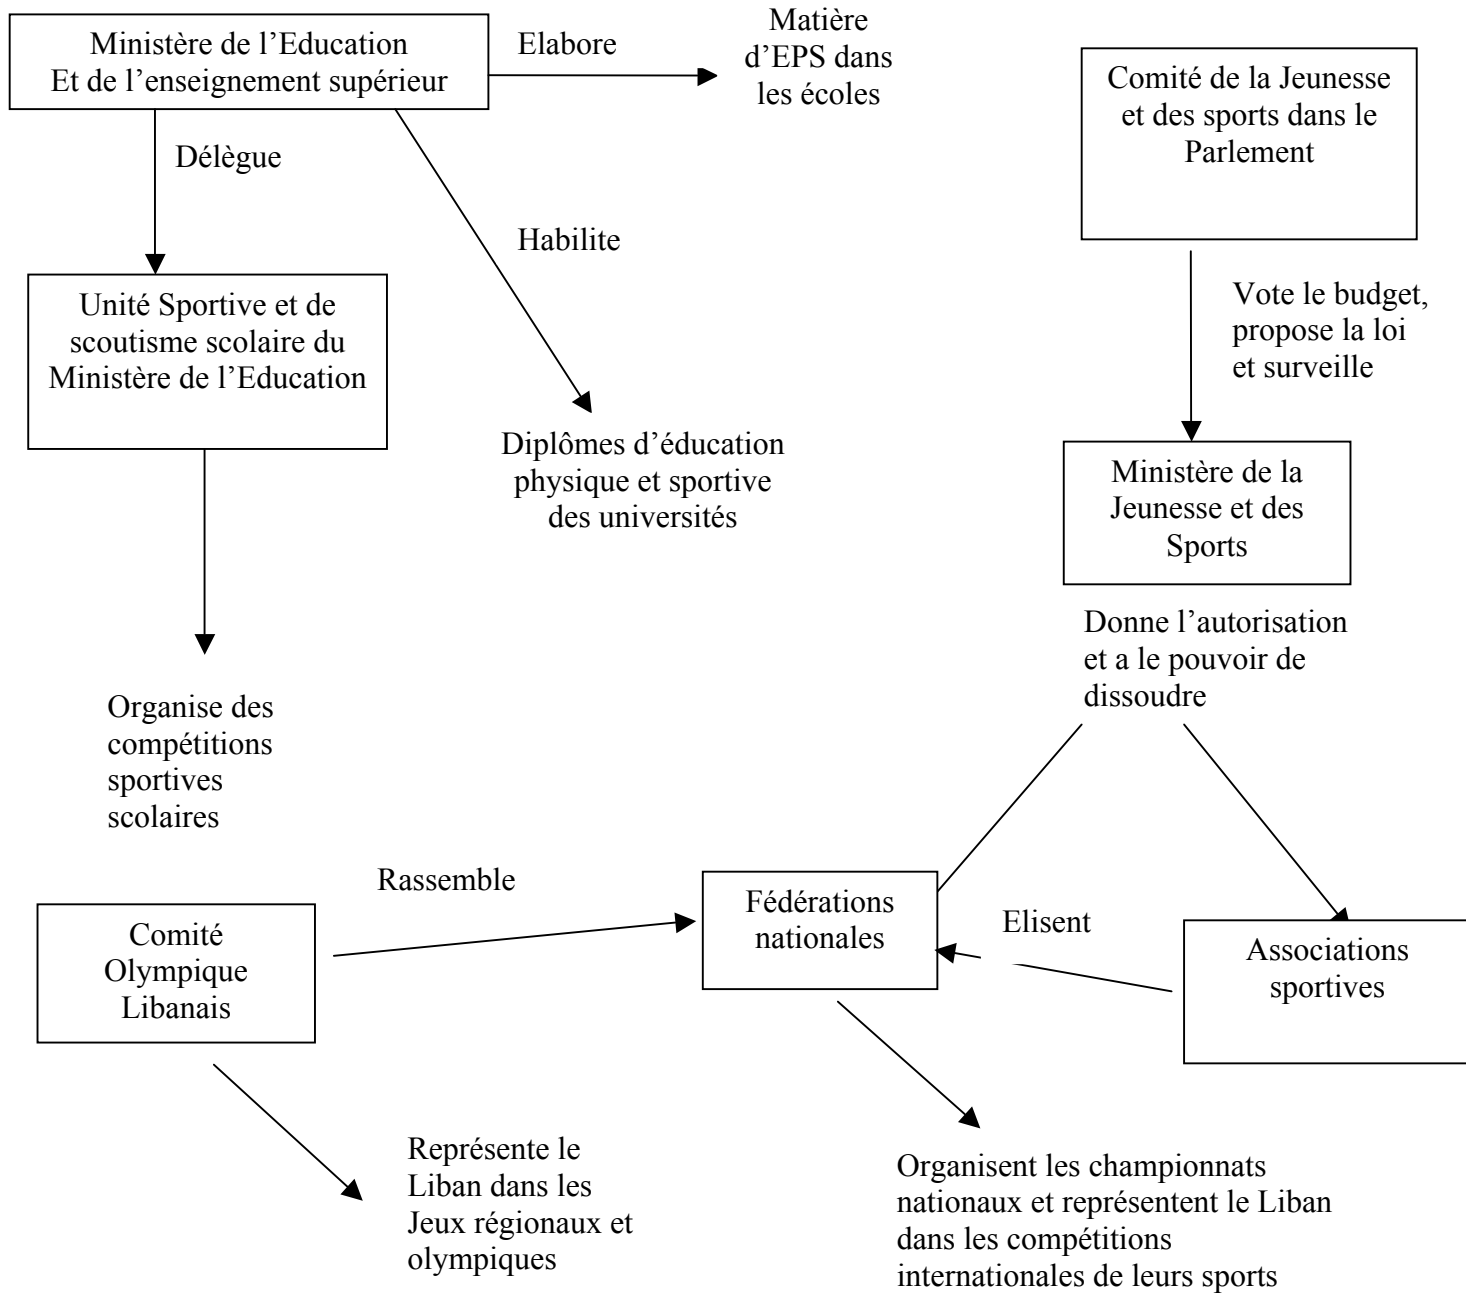 Ministère de l’Education
Et de l’enseignement supérieur
Elabore
Matière
d’EPS dans
les écoles
Comité de la Jeunesse
et des sports dans le
Parlement
Délègue
Habilite
Unité Sportive et de
scoutisme scolaire du
Ministère de l’Education
Vote le budget,
propose la loi
et surveille
Diplômes d’éducation
physique et sportive
des universités
Ministère de la
Jeunesse et des
Sports
Donne l’autorisation
et a le pouvoir de
dissoudre
Organise des
compétitions
sportives
scolaires
Rassemble
Comité
Olympique
Libanais
Fédérations
nationales
Elisent
Associations
sportives
Représente le
Liban dans les
Jeux régionaux et
olympiques
Organisent les championnats
nationaux et représentent le Liban
dans les compétitions
internationales de leurs sports